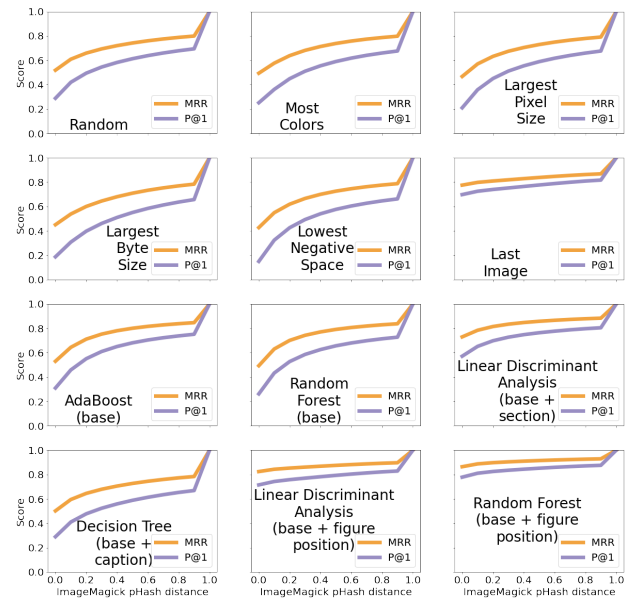 1.0
0.8
0.6
0.4
0.2
0.0
Score
Random
MRR
P@1
Most
Colors
MRR
P@1
Largest
Pixel
Size
MRR
P@1
1.0
0.8
0.6
0.4
0.2
0.0
Score
Largest
Byte
Size
MRR
P@1
Lowest
Negative
Space
MRR
P@1
Last
Image
MRR
P@1
1.0
0.8
0.6
0.4
0.2
0.0
Score
AdaBoost
(base)
MRR
P@1
Random
Forest
(base)
MRR
P@1
Linear Discriminant
Analysis
(base +
section)
MRR
P@1
1.0
0.8
0.6
0.4
0.2
0.0
Score
Decision Tree
(base +
caption)
MRR
P@1
Linear Discriminant
Analysis
(base + figure
position)
MRR
P@1
Random Forest
(base + figure
position)
MRR
P@1
0.0 0.2 0.4 0.6 0.8 1.0
ImageMagick pHash distance
0.0 0.2 0.4 0.6 0.8 1.0
ImageMagick pHash distance
0.0 0.2 0.4 0.6 0.8 1.0
ImageMagick pHash distance